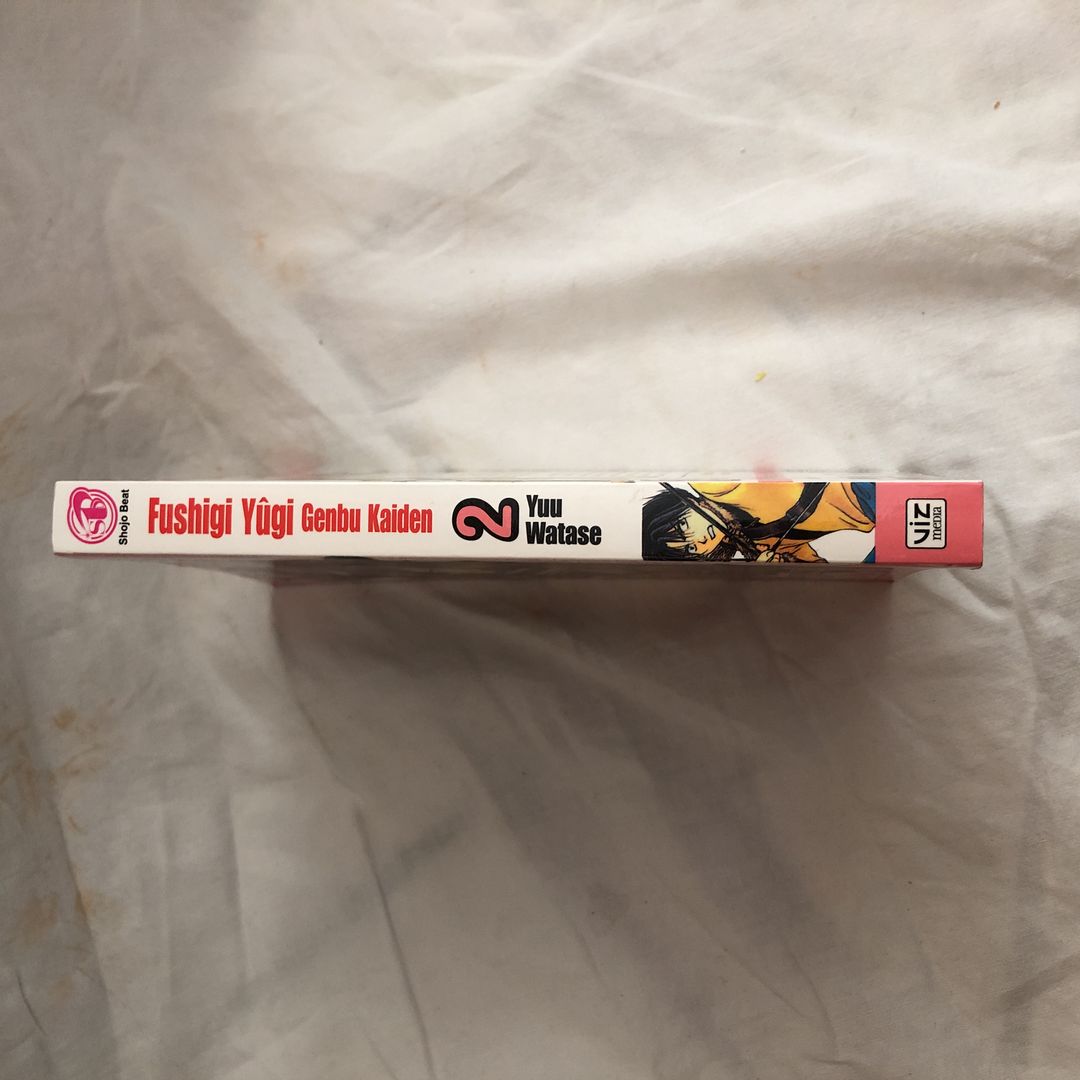 Shojo Beat
Fushigi Yûgi Genbu Kaiden
2
Yuu
Watase
VIZ
media